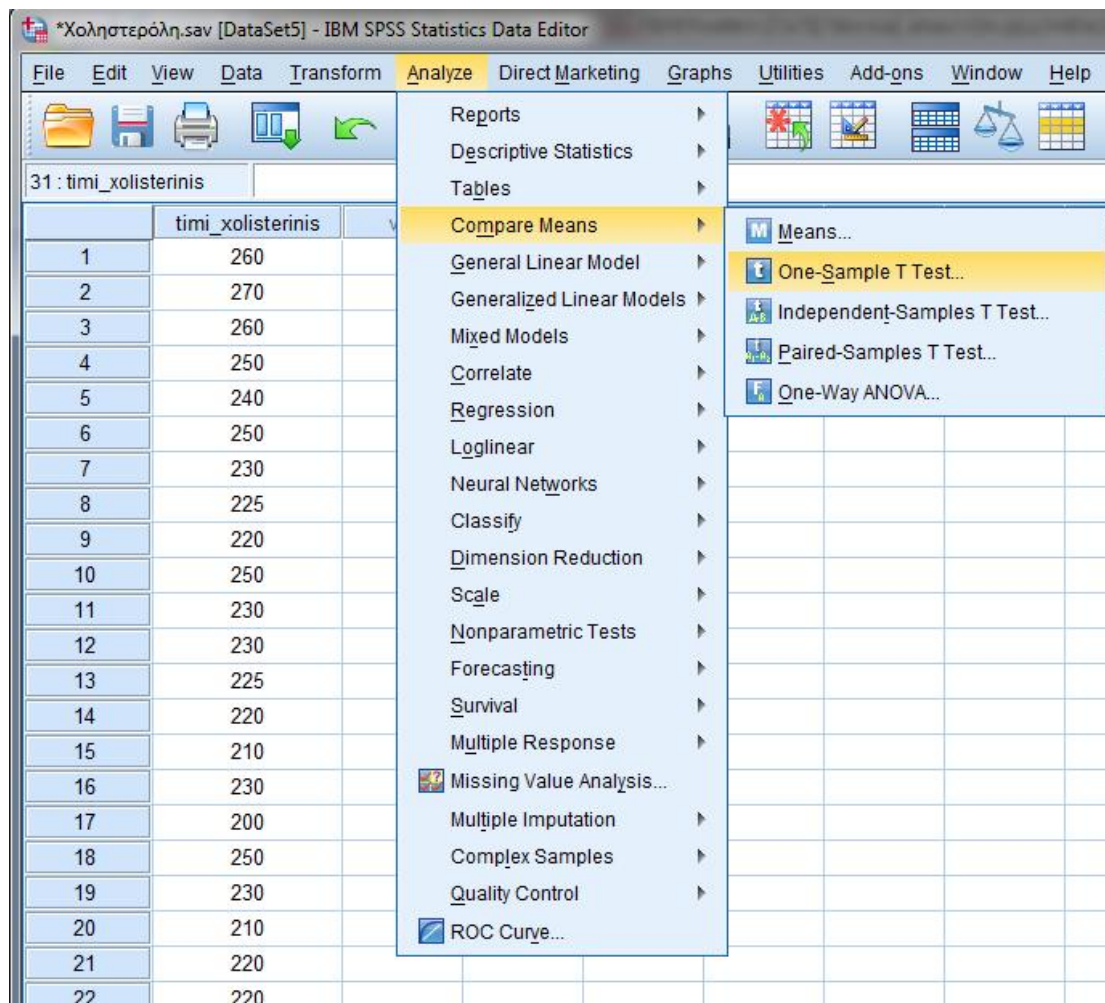 *Χοληστερόλη.sav [DataSet5] - IBM SPSS Statistics Data Editor
File Edit View Data Transform Analyze Direct Marketing Graphs Utilities Add-ons Window Help
31 : timi_xolisterinis
timi_xolisterinis
1 260
2 270
3 260
4 250
5 240
6 250
7 230
8 225
9 220
10 250
11 230
12 230
13 225
14 220
15 210
16 230
17 200
18 250
19 230
20 210
21 220
22 220
Reports
Descriptive Statistics
Tables
Compare Means
General Linear Model
Generalized Linear Models
Mixed Models
Correlate
Regression
Loglinear
Neural Networks
Classify
Dimension Reduction
Scale
Nonparametric Tests
Forecasting
Survival
Multiple Response
Missing Value Analysis...
Multiple Imputation
Complex Samples
Quality Control
ROC Curve...
M Means...
t One-Sample T Test...
Independent-Samples T Test...
Paired-Samples T Test...
One-Way ANOVA...